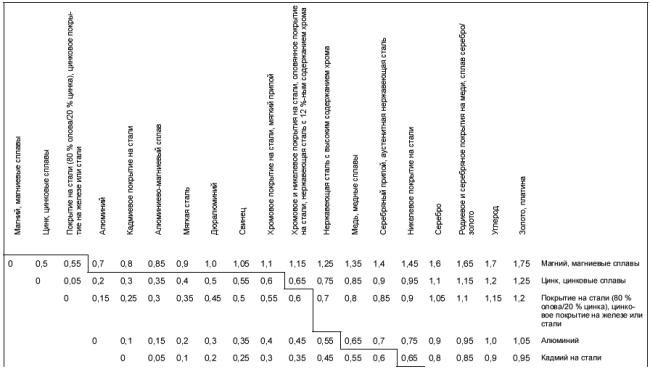 Магний, магниевые сплавы
Цинк, цинковые сплавы
Покрытие на стали (80 % олова/20 % цинка), цинковое покры-
тие на железе или стали
Алюминий
Кадмиевое покрытие на стали
Алюминиево-магниевый сплав
Мягкая сталь
Дюралюминий
Свинец
Хромовое покрытие на стали, мягкий припой
Хромовое и никелевое покрытия на стали, оловянное покрытие
на стали, нержавеющая сталь с 12 %-ным содержанием хрома
Нержавеющая сталь с высоким содержанием хрома
Медь, медные сплавы
Серебряный припой, аустенитная нержавеющая сталь
Никелевое покрытие на стали
Серебро
Родиевое и серебряное покрытия на меди, сплав серебро/
золото
Углерод
Золото, платина
0 0,5 0,55 0,7 0,8 0,85 0,9 1,0 1,05 1,1 1,15 1,25 1,35 1,4 1,45 1,6 1,65 1,7 1,75 Магний, магниевые сплавы
0 0,05 0,2 0,3 0,35 0,4 0,5 0,55 0,6 0,65 0,75 0,85 0,9 0,95 1,1 1,15 1,2 1,25 Цинк, цинковые сплавы
0 0,15 0,25 0,3 0,35 0,45 0,5 0,55 0,6 0,7 0,8 0,85 0,9 1,05 1,1 1,15 1,2 Покрытие на стали (80 %
олова/20 % цинка), цинко-
вое покрытие на железе или
стали
0 0,1 0,15 0,2 0,3 0,35 0,4 0,45 0,55 0,65 0,7 0,75 0,9 0,95 1,0 1,05 Алюминий
0 0,05 0,1 0,2 0,25 0,3 0,35 0,45 0,55 0,6 0,65 0,8 0,85 0,9 0,95 Кадмий на стали